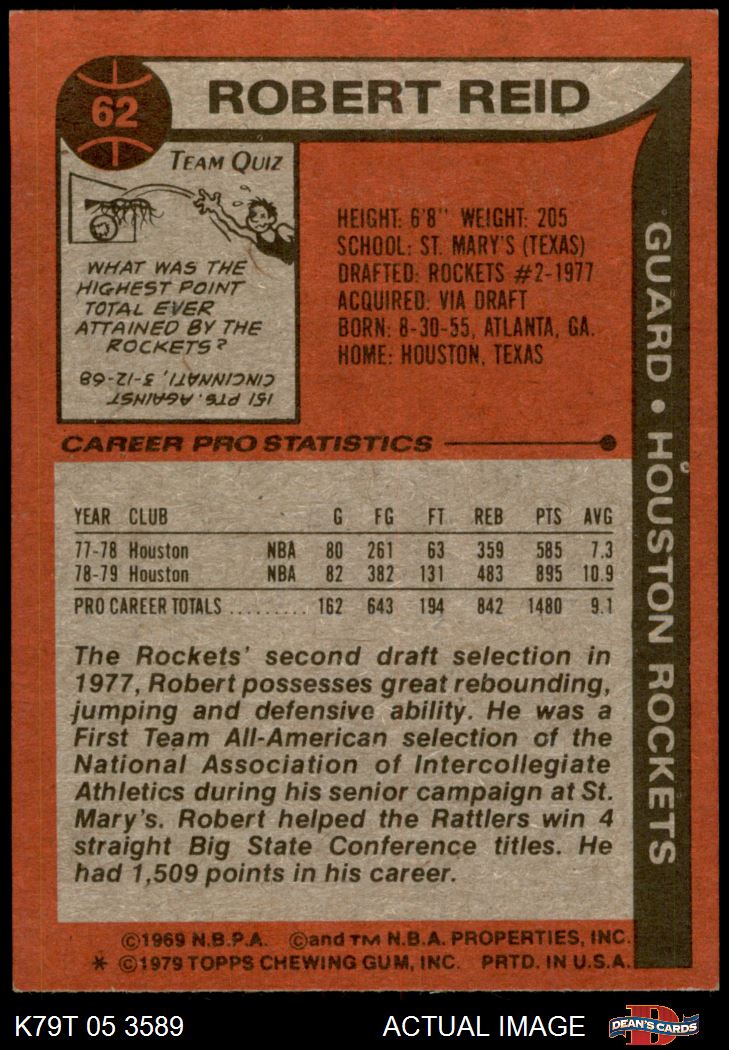 62
ROBERT REID
TEAM QUIZ
WHAT WAS THE
HIGHEST POINT
TOTAL EVER
ATTAINED BY THE
ROCKETS?
151 PTS. AGAINST
CINCINNATI, 3-12-68
HEIGHT: 6'8" WEIGHT: 205
SCHOOL: ST. MARY'S (TEXAS)
DRAFTED: ROCKETS #2-1977
ACQUIRED: VIA DRAFT
BORN: 8-30-55, ATLANTA, GA.
HOME: HOUSTON, TEXAS
GUARD • HOUSTON ROCKETS
CAREER PRO STATISTICS
YEAR CLUB G FG FT REB PTS AVG
77-78 Houston NBA 80 261 63 359 585 7.3
78-79 Houston NBA 82 382 131 483 895 10.9
PRO CAREER TOTALS ......... 162 643 194 842 1480 9.1
The Rockets' second draft selection in
1977, Robert possesses great rebounding,
jumping and defensive ability. He was a
First Team All-American selection of the
National Association of Intercollegiate
Athletics during his senior campaign at St.
Mary's. Robert helped the Rattlers win 4
straight Big State Conference titles. He
had 1,509 points in his career.
©1969 N.B.P.A. ©and TM N.B.A. PROPERTIES, INC.
* ©1979 TOPPS CHEWING GUM, INC. PRTD. IN U.S.A.
K79T 05 3589 ACTUAL IMAGE
DEAN'S CARDS